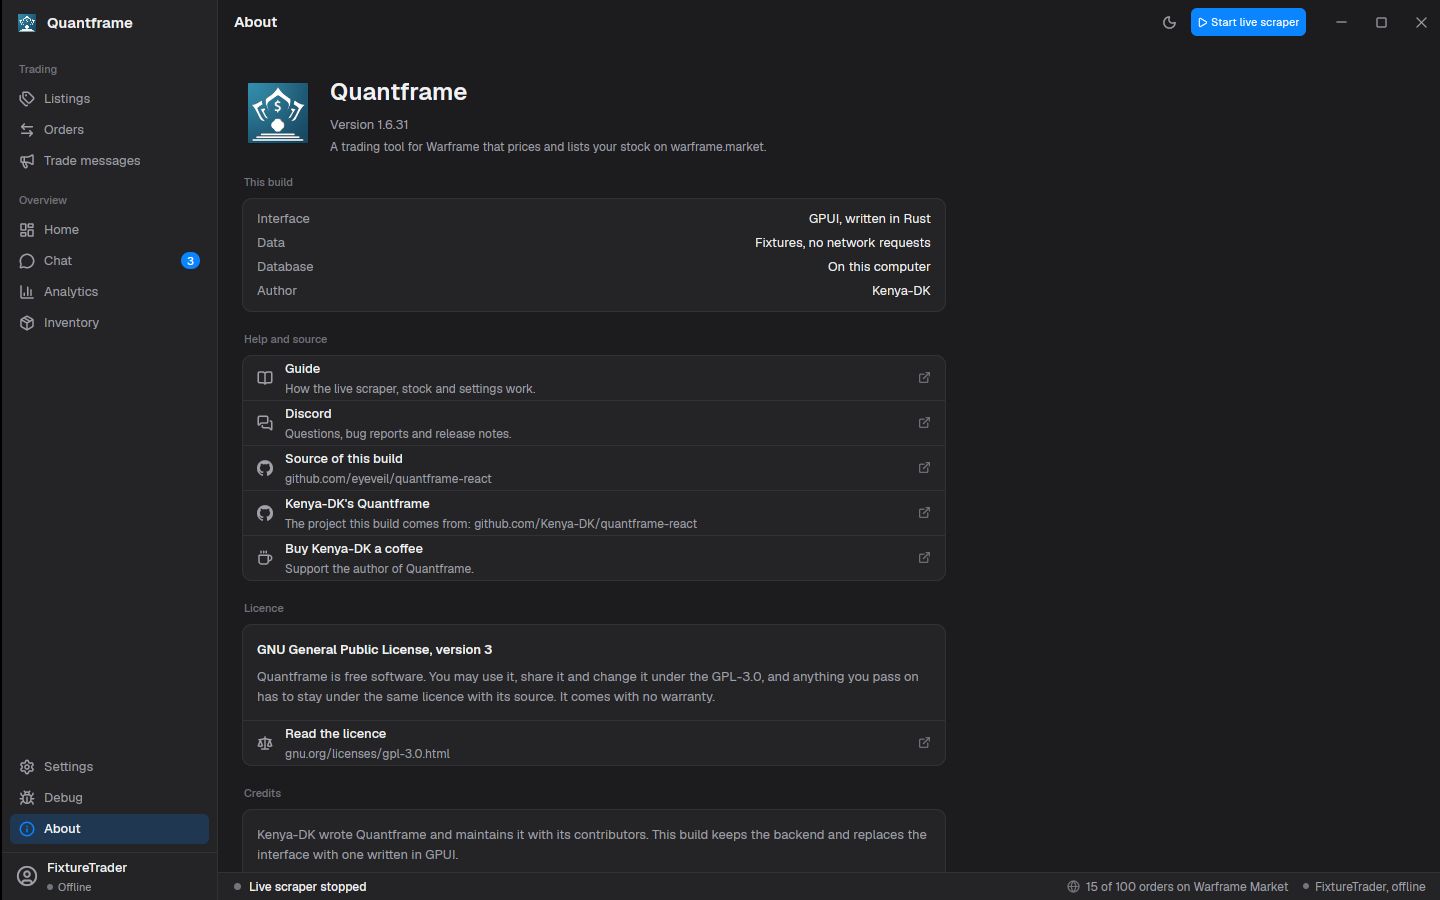 Quantframe
About
Start live scraper
Trading
Listings
Orders
Trade messages
Overview
Home
Chat
3
Analytics
Inventory
Settings
Debug
About
FixtureTrader
Offline
$
Quantframe
Version 1.6.31
A trading tool for Warframe that prices and lists your stock on warframe.market.
This build
Interface
GPUI, written in Rust
Data
Fixtures, no network requests
Database
On this computer
Author
Kenya-DK
Help and source
Guide
How the live scraper, stock and settings work.
Discord
Questions, bug reports and release notes.
Source of this build
github.com/eyeveil/quantframe-react
Kenya-DK's Quantframe
The project this build comes from: github.com/Kenya-DK/quantframe-react
Buy Kenya-DK a coffee
Support the author of Quantframe.
Licence
GNU General Public License, version 3
Quantframe is free software. You may use it, share it and change it under the GPL-3.0, and anything you pass on
has to stay under the same licence with its source. It comes with no warranty.
Read the licence
gnu.org/licenses/gpl-3.0.html
Credits
Kenya-DK wrote Quantframe and maintains it with its contributors. This build keeps the backend and replaces the
interface with one written in GPUI.
Live scraper stopped
15 of 100 orders on Warframe Market
FixtureTrader, offline